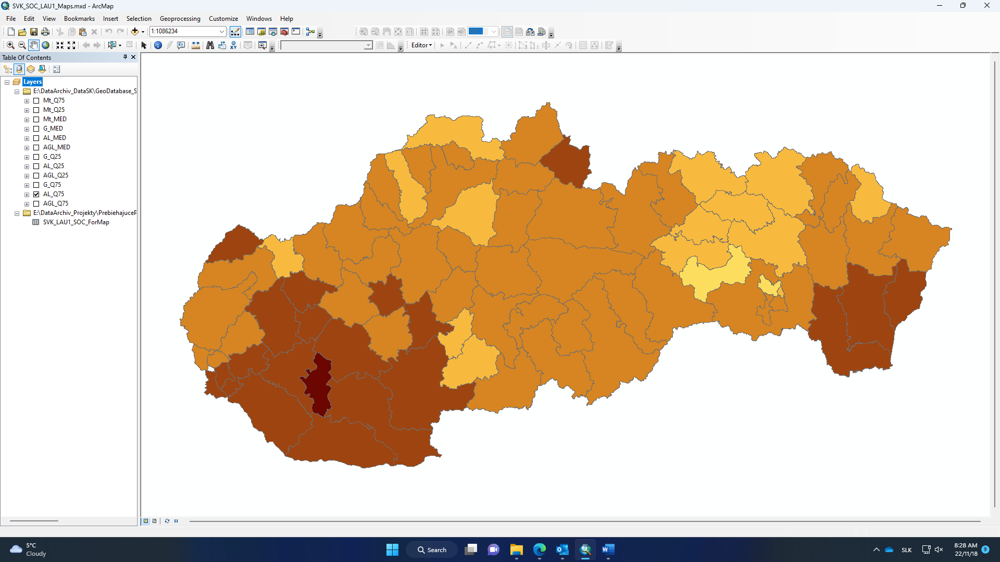 SVK_SOC_LAU1_Maps.mxd - ArcMap
File Edit View Bookmarks Insert Selection Geoprocessing Customize Windows Help
1:1086234
100%
Editor
Table Of Contents
Layers
E:\DataArchiv_DataSK\GeoDatabase_S
Mt_Q75
Mt_Q25
Mt_MED
G_MED
AL_MED
AGL_MED
G_Q25
AL_Q25
AGL_Q25
G_Q75
AL_Q75
AGL_Q75
E:\DataArchiv_Projekty\PrebiehajuceP
SVK_LAU1_SOC_ForMap
5°C
Cloudy
Search
SLK
8:28 AM
22/11/18
9